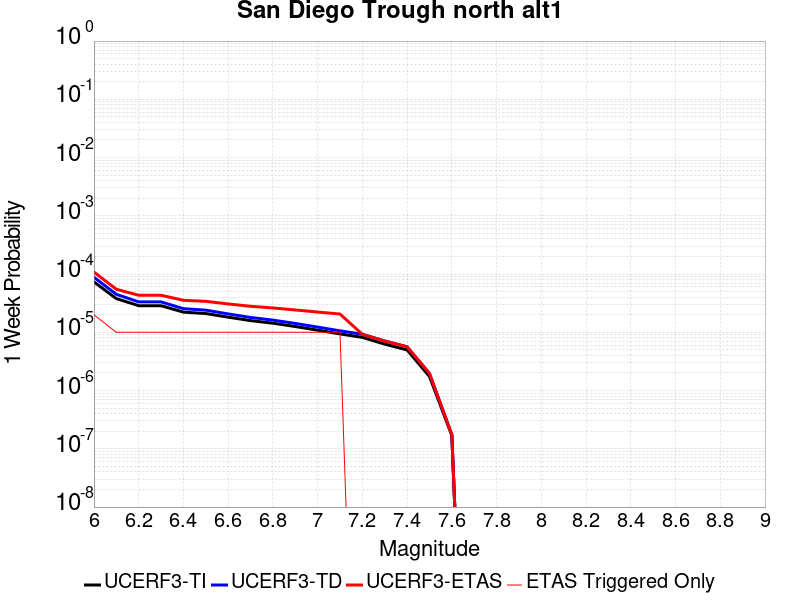 San Diego Trough north alt1
10^0
10^-1
10^-2
10^-3
10^-4
10^-5
10^-6
10^-7
10^-8
1 Week Probability
6 6.2 6.4 6.6 6.8 7 7.2 7.4 7.6 7.8 8 8.2 8.4 8.6 8.8 9
Magnitude
UCERF3-TI UCERF3-TD UCERF3-ETAS ETAS Triggered Only